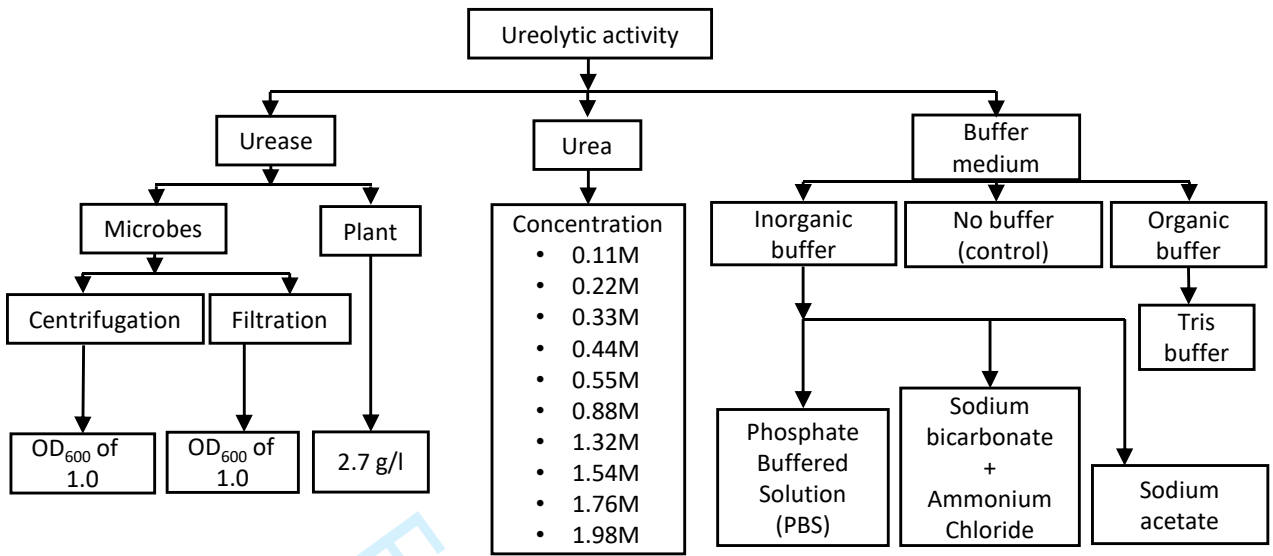 Ureolytic activity
Urease
Urea
Buffer
medium
Microbes
Plant
Centrifugation
Filtration
OD₆₀₀ of
1.0
OD₆₀₀ of
1.0
2.7 g/l
Concentration
• 0.11M
• 0.22M
• 0.33M
• 0.44M
• 0.55M
• 0.88M
• 1.32M
• 1.54M
• 1.76M
• 1.98M
Inorganic
buffer
No buffer
(control)
Organic
buffer
Tris
buffer
Phosphate
Buffered
Solution
(PBS)
Sodium
bicarbonate
+
Ammonium
Chloride
Sodium
acetate